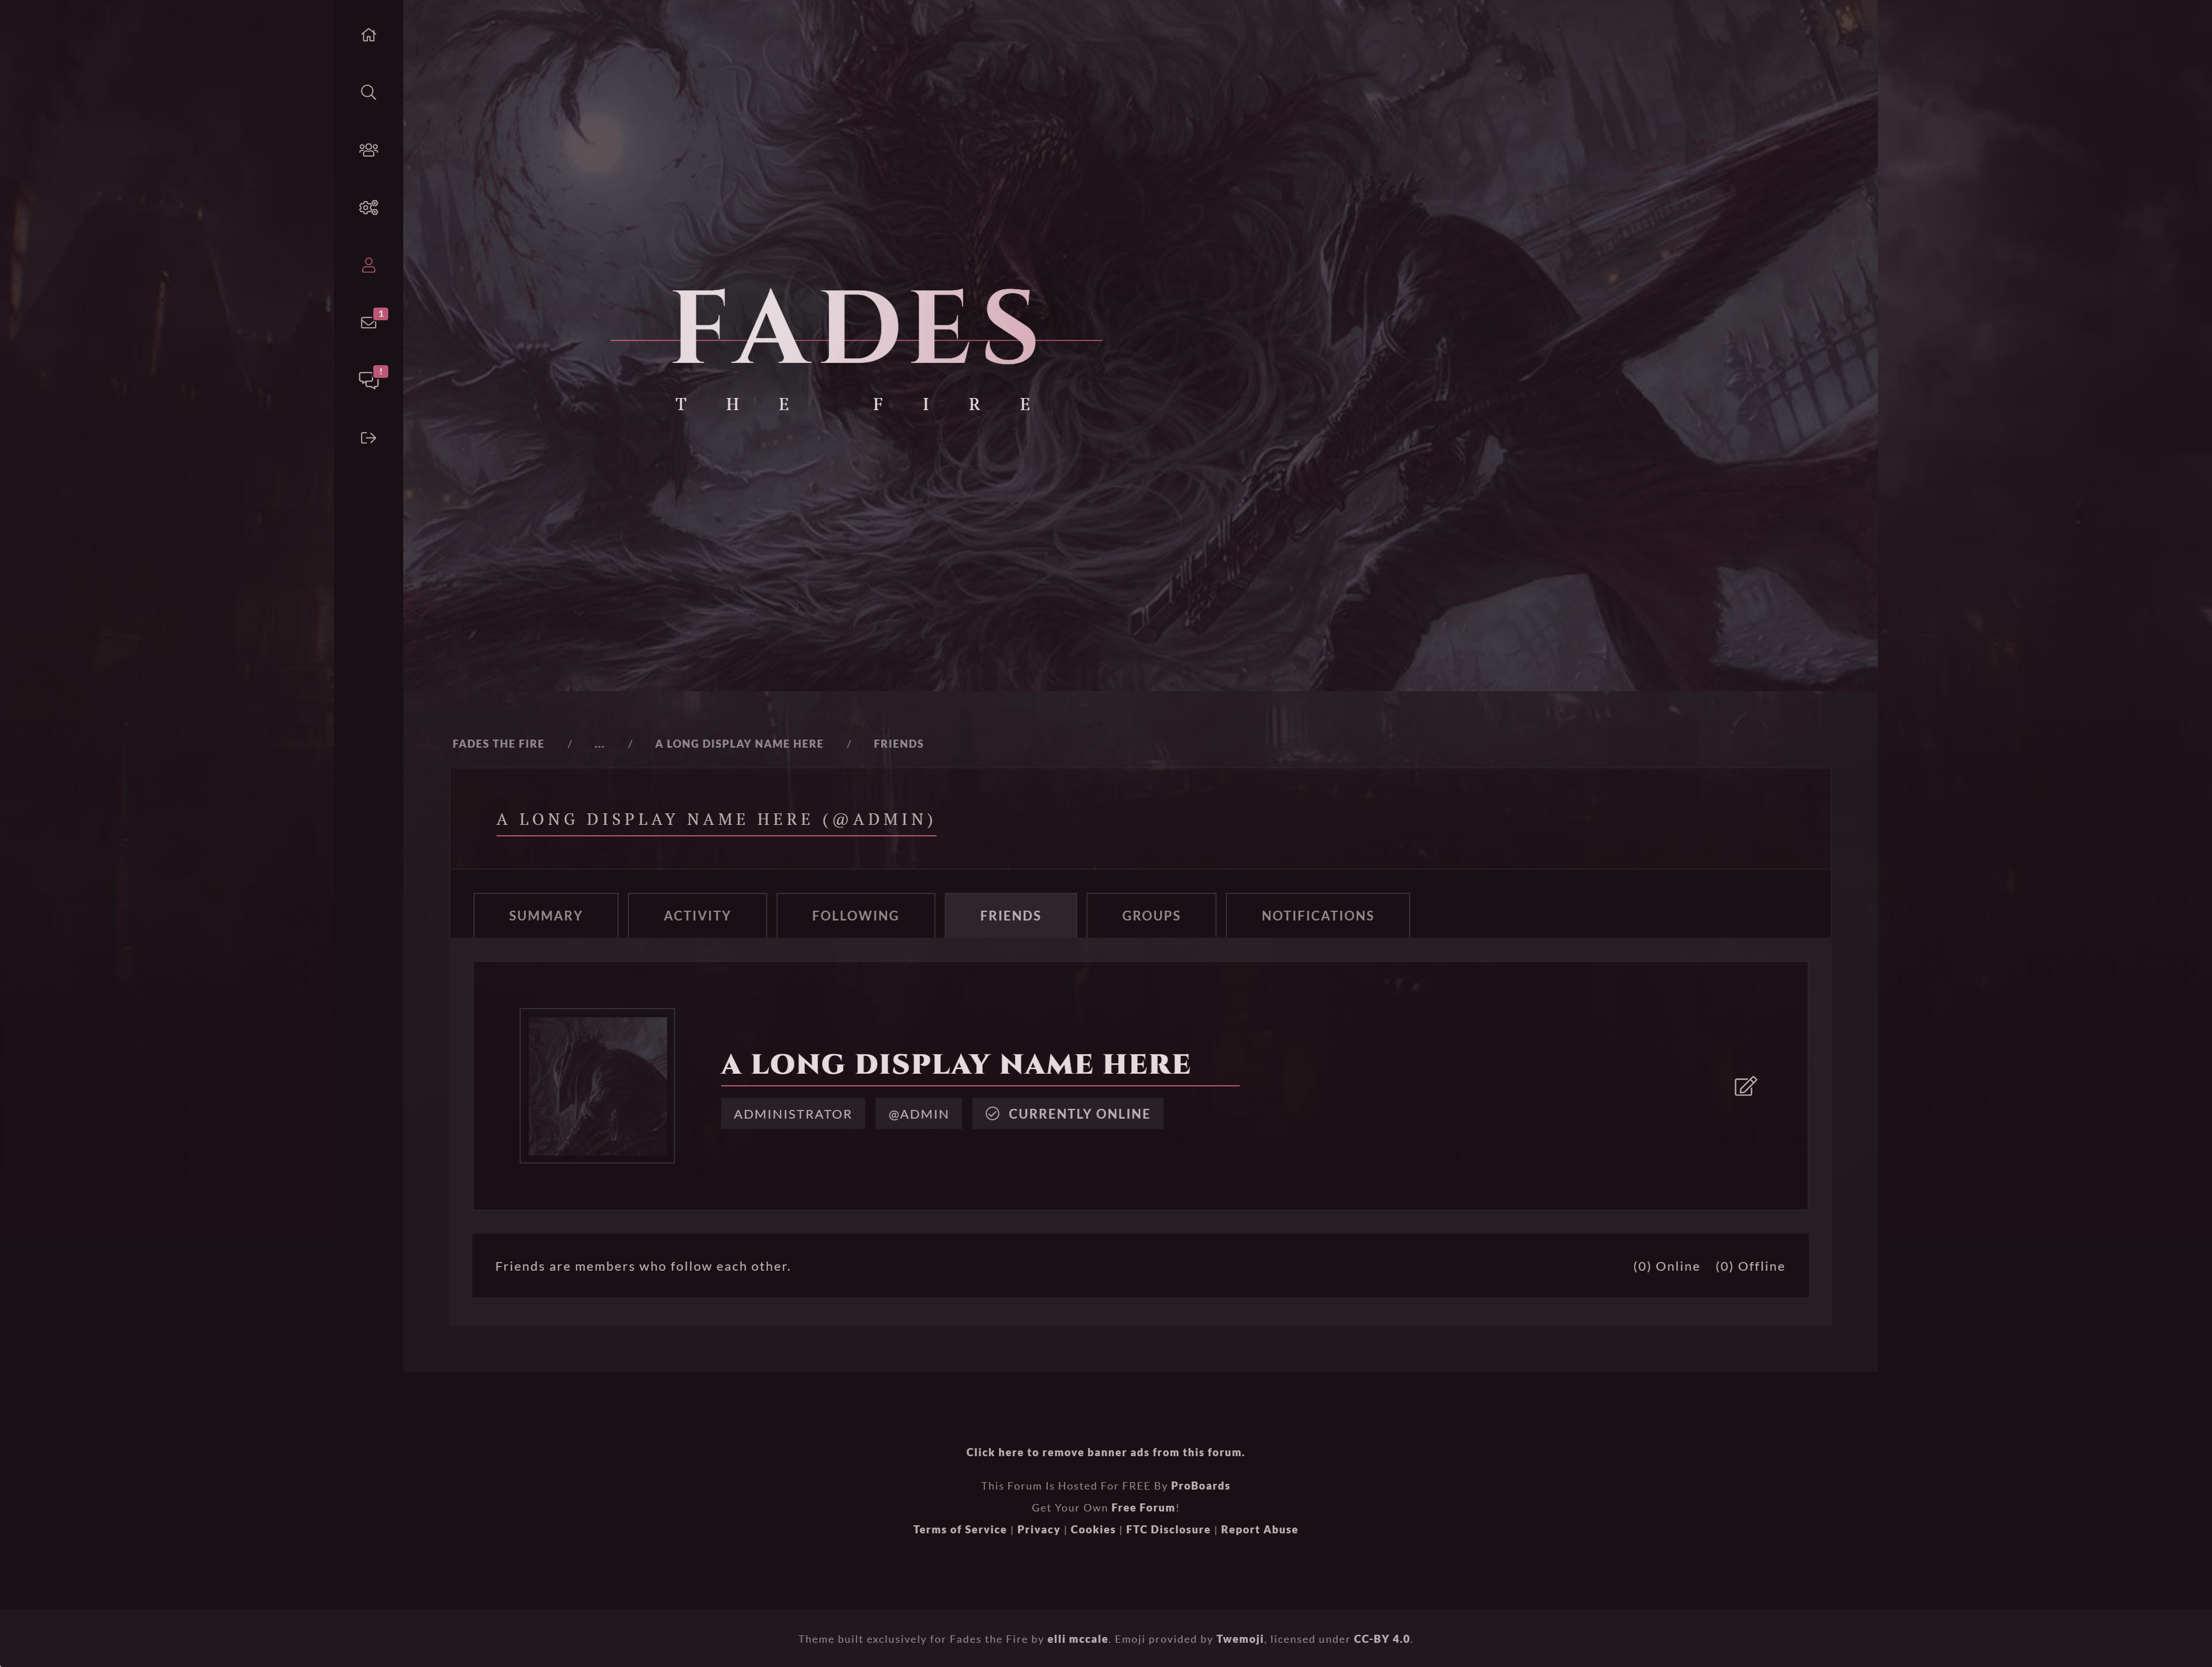 1
!
FADES
THE FIRE
FADES THE FIRE / ... / A LONG DISPLAY NAME HERE / FRIENDS
A LONG DISPLAY NAME HERE (@ADMIN)
SUMMARY ACTIVITY FOLLOWING FRIENDS GROUPS NOTIFICATIONS
A LONG DISPLAY NAME HERE
ADMINISTRATOR @ADMIN CURRENTLY ONLINE
Friends are members who follow each other. (0) Online (0) Offline
Click here to remove banner ads from this forum.
This Forum Is Hosted For FREE By ProBoards
Get Your Own Free Forum!
Terms of Service | Privacy | Cookies | FTC Disclosure | Report Abuse
Theme built exclusively for Fades the Fire by elli mccale. Emoji provided by Twemoji, licensed under CC-BY 4.0.